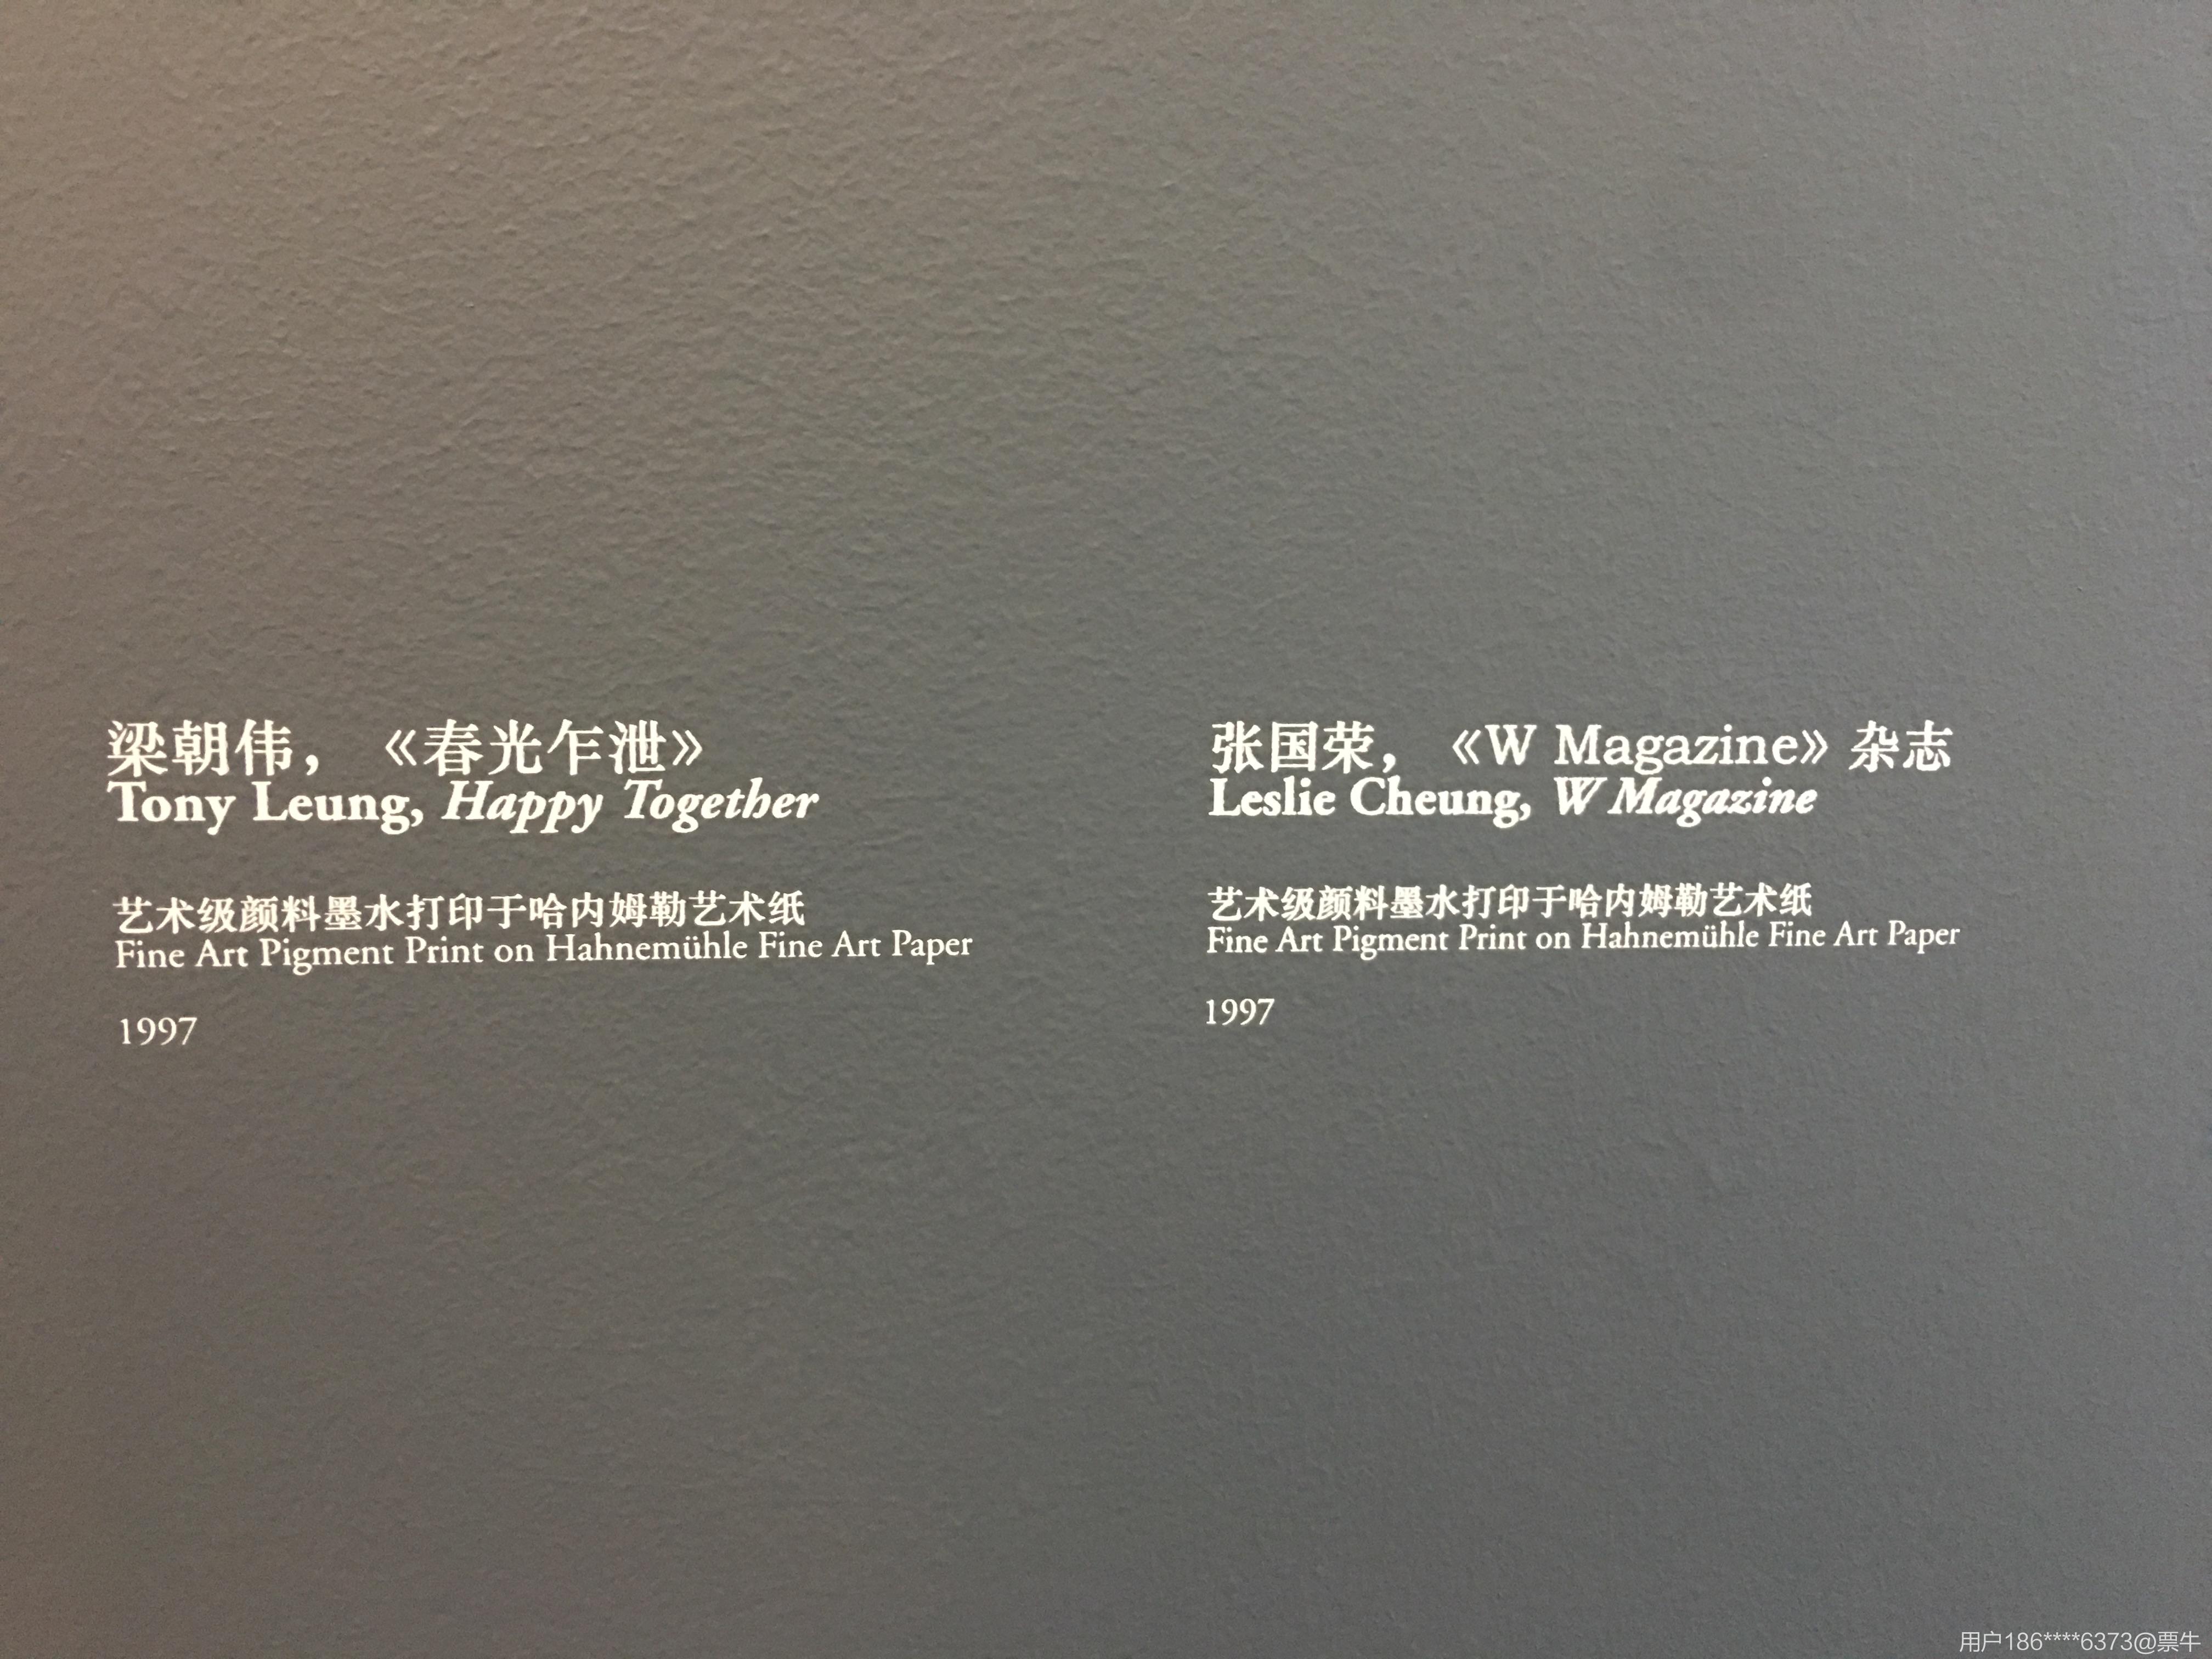 梁朝伟，《春光乍泄》
Tony Leung, Happy Together
艺术级颜料墨水打印于哈内姆勒艺术纸
Fine Art Pigment Print on Hahnemühle Fine Art Paper
1997
张国荣，《W Magazine》杂志
Leslie Cheung, W Magazine
艺术级颜料墨水打印于哈内姆勒艺术纸
Fine Art Pigment Print on Hahnemühle Fine Art Paper
1997
用户186****6373@票牛